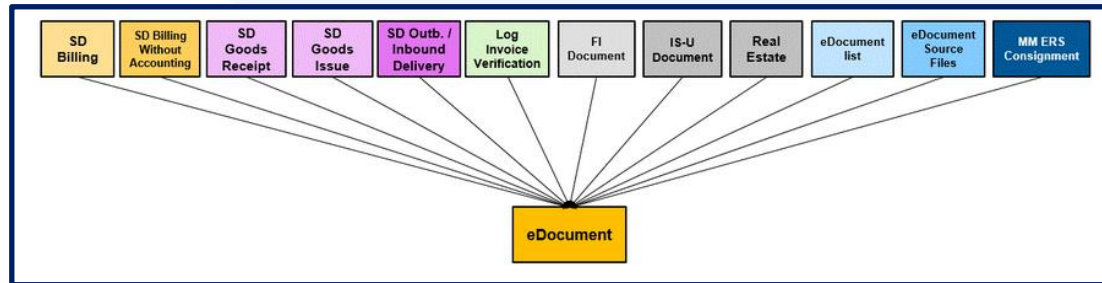 SD
Billing
SD Billing
Without
Accounting
SD
Goods
Receipt
SD
Goods
Issue
SD Outb. /
Inbound
Delivery
Log
Invoice
Verification
FI
Document
IS-U
Document
Real
Estate
eDocument
list
eDocument
Source
Files
MM ERS
Consignment
eDocument